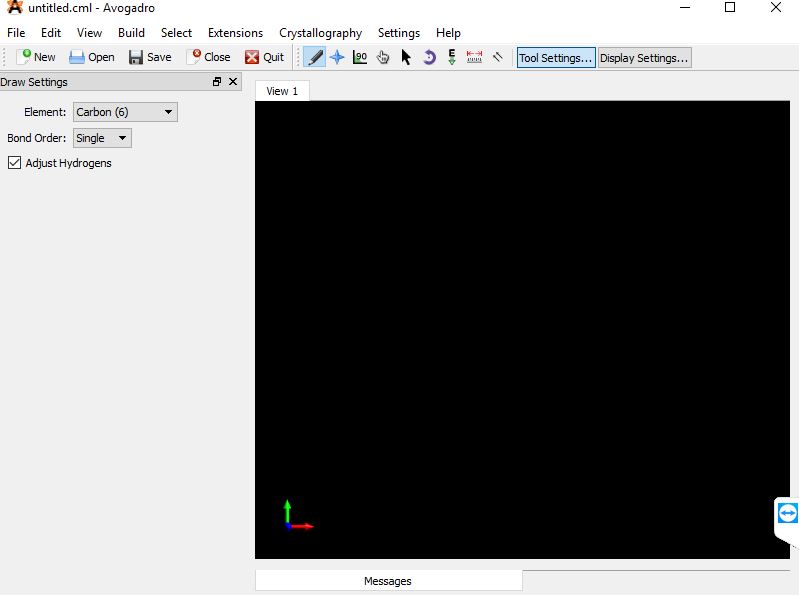 untitled.cml - Avogadro
File Edit View Build Select Extensions Crystallography Settings Help
New Open Save Close Quit 90 E Tool Settings... Display Settings...
Draw Settings
View 1
Element: Carbon (6)
Bond Order: Single
Adjust Hydrogens
Messages